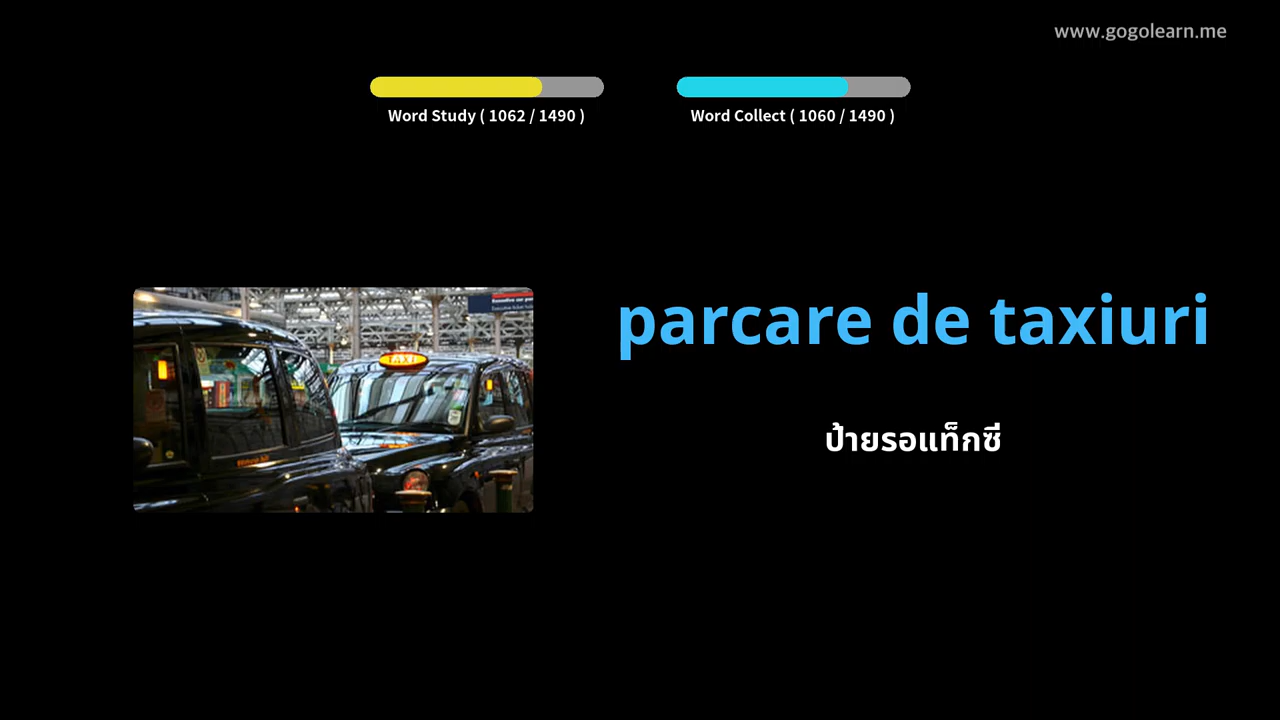 www.gogolearn.me
Word Study ( 1062 / 1490 )
Word Collect ( 1060 / 1490 )
parcare de taxiuri
TAXI
ป้ายรอแท็กซี่